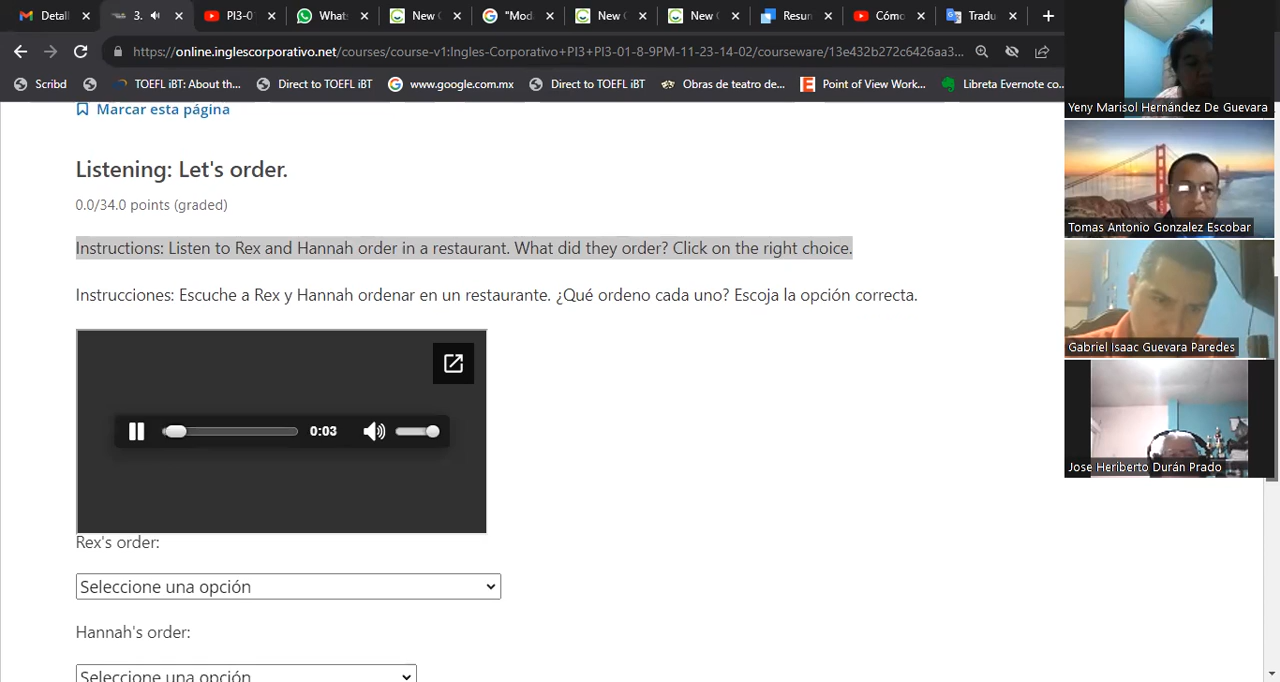 Detall
3.
PI3-0
Whats
New
"Mod
New
New
Resun
Cómo
Tradu
https://online.inglescorporativo.net/courses/course-v1:Ingles-Corporativo+PI3+PI3-01-8-9PM-11-23-14-02/courseware/13e432b272c6426aa3...
Scribd
TOEFL iBT: About th...
Direct to TOEFL iBT
www.google.com.mx
Direct to TOEFL iBT
Obras de teatro de...
Point of View Work...
Libreta Evernote co...
Marcar esta página
Listening: Let's order.
0.0/34.0 points (graded)
Instructions: Listen to Rex and Hannah order in a restaurant. What did they order? Click on the right choice.
Instrucciones: Escuche a Rex y Hannah ordenar en un restaurante. ¿Qué ordeno cada uno? Escoja la opción correcta.
0:03
Rex's order:
Seleccione una opción
Hannah's order:
Seleccione una opción
Yeny Marisol Hernández De Guevara
Tomas Antonio Gonzalez Escobar
Gabriel Isaac Guevara Paredes
Jose Heriberto Durán Prado